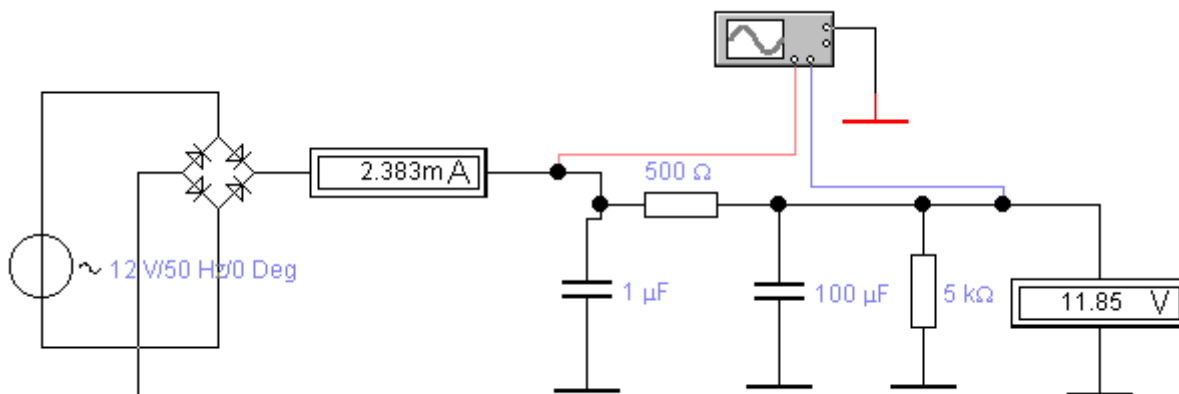 2.383m A
500 Ω
12 V/50 Hz/0 Deg
1 µF
100 µF
5 kΩ
11.85 V